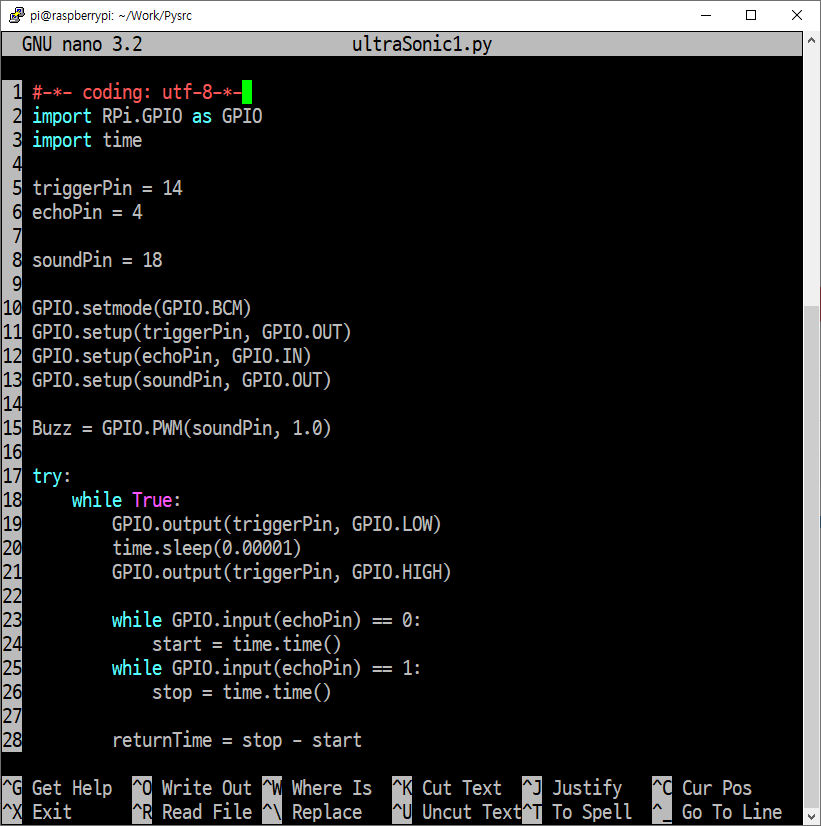 pi@raspberrypi: ~/Work/Pysrc
GNU nano 3.2 ultraSonic1.py
1 #-*- coding: utf-8-*-
2 import RPi.GPIO as GPIO
3 import time
4
5 triggerPin = 14
6 echoPin = 4
7
8 soundPin = 18
9
10 GPIO.setmode(GPIO.BCM)
11 GPIO.setup(triggerPin, GPIO.OUT)
12 GPIO.setup(echoPin, GPIO.IN)
13 GPIO.setup(soundPin, GPIO.OUT)
14
15 Buzz = GPIO.PWM(soundPin, 1.0)
16
17 try:
18     while True:
19         GPIO.output(triggerPin, GPIO.LOW)
20         time.sleep(0.00001)
21         GPIO.output(triggerPin, GPIO.HIGH)
22
23         while GPIO.input(echoPin) == 0:
24             start = time.time()
25         while GPIO.input(echoPin) == 1:
26             stop = time.time()
27
28         returnTime = stop - start
^G Get Help ^O Write Out ^W Where Is ^K Cut Text ^J Justify ^C Cur Pos
^X Exit ^R Read File ^\ Replace ^U Uncut Text ^T To Spell ^_ Go To Line